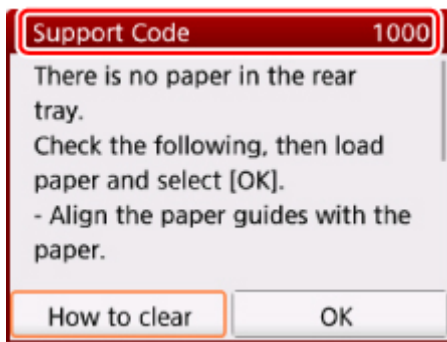 Support Code 1000
There is no paper in the rear
tray.
Check the following, then load
paper and select [OK].
- Align the paper guides with the
paper.
How to clear OK